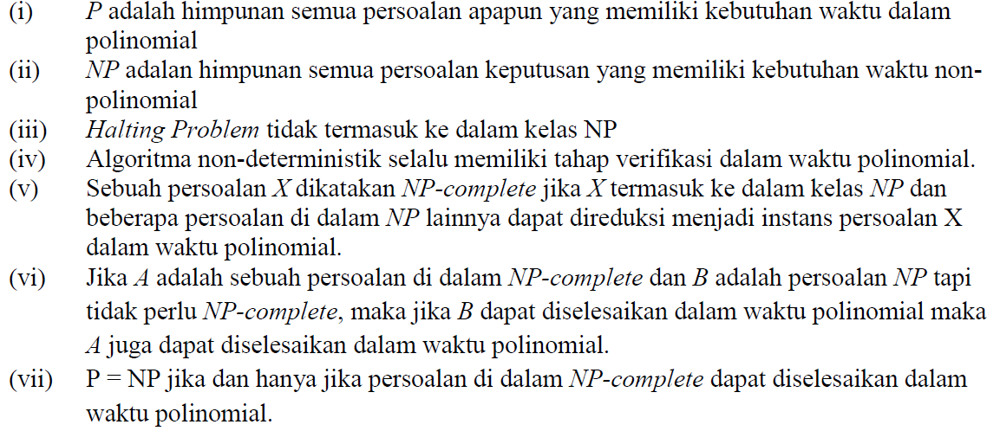 (i) P adalah himpunan semua persoalan apapun yang memiliki kebutuhan waktu dalam
polinomial
(ii) NP adalan himpunan semua persoalan keputusan yang memiliki kebutuhan waktu non-
polinomial
(iii) Halting Problem tidak termasuk ke dalam kelas NP
(iv) Algoritma non-deterministik selalu memiliki tahap verifikasi dalam waktu polinomial.
(v) Sebuah persoalan X dikatakan NP-complete jika X termasuk ke dalam kelas NP dan
beberapa persoalan di dalam NP lainnya dapat direduksi menjadi instans persoalan X
dalam waktu polinomial.
(vi) Jika A adalah sebuah persoalan di dalam NP-complete dan B adalah persoalan NP tapi
tidak perlu NP-complete, maka jika B dapat diselesaikan dalam waktu polinomial maka
A juga dapat diselesaikan dalam waktu polinomial.
(vii) P = NP jika dan hanya jika persoalan di dalam NP-complete dapat diselesaikan dalam
waktu polinomial.